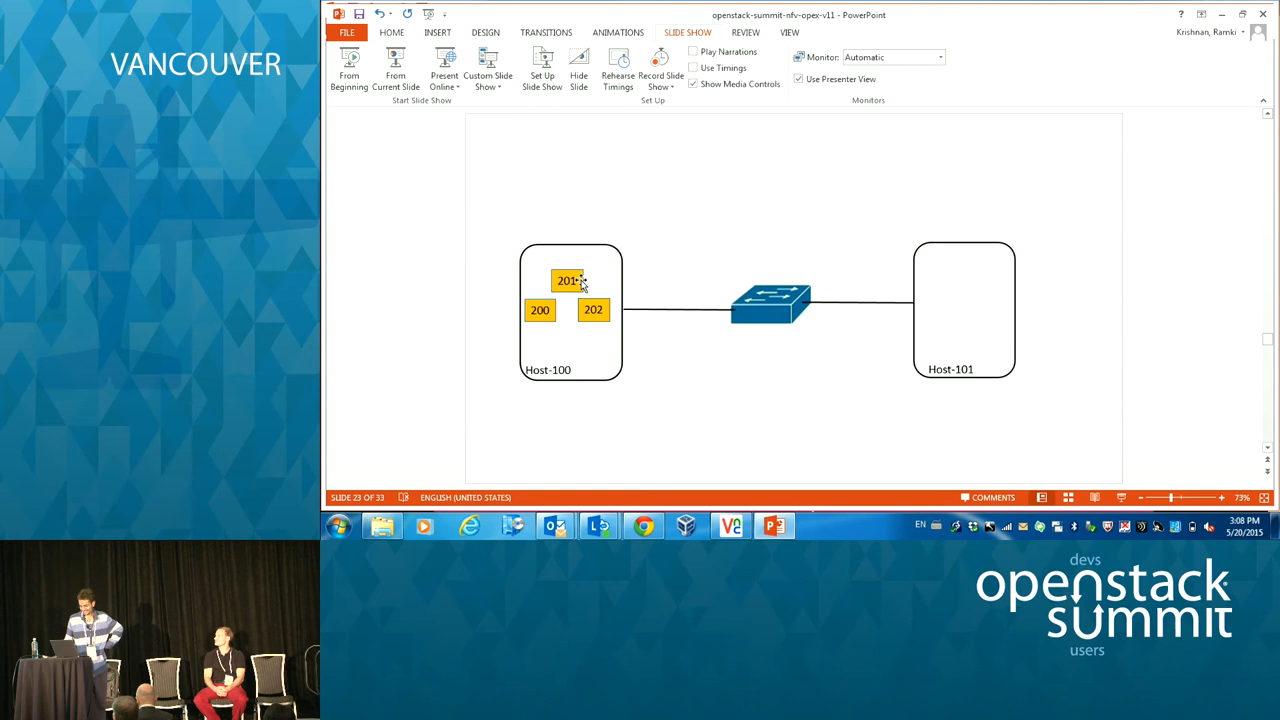 VANCOUVER
openstack-summit-nfv-opex-v11 - PowerPoint
FILE HOME INSERT DESIGN TRANSITIONS ANIMATIONS SLIDE SHOW REVIEW VIEW
Krishnan, Ramki
From Beginning
From Current Slide
Present Online
Custom Slide Show
Start Slide Show
Set Up Slide Show
Hide Slide
Rehearse Timings
Record Slide Show
Play Narrations
Use Timings
Show Media Controls
Set Up
Monitor: Automatic
Use Presenter View
Monitors
201
200
202
Host-100
Host-101
SLIDE 23 OF 33 ENGLISH (UNITED STATES) COMMENTS 73%
EN
3:08 PM
5/20/2015
devs
openstack
summit
users